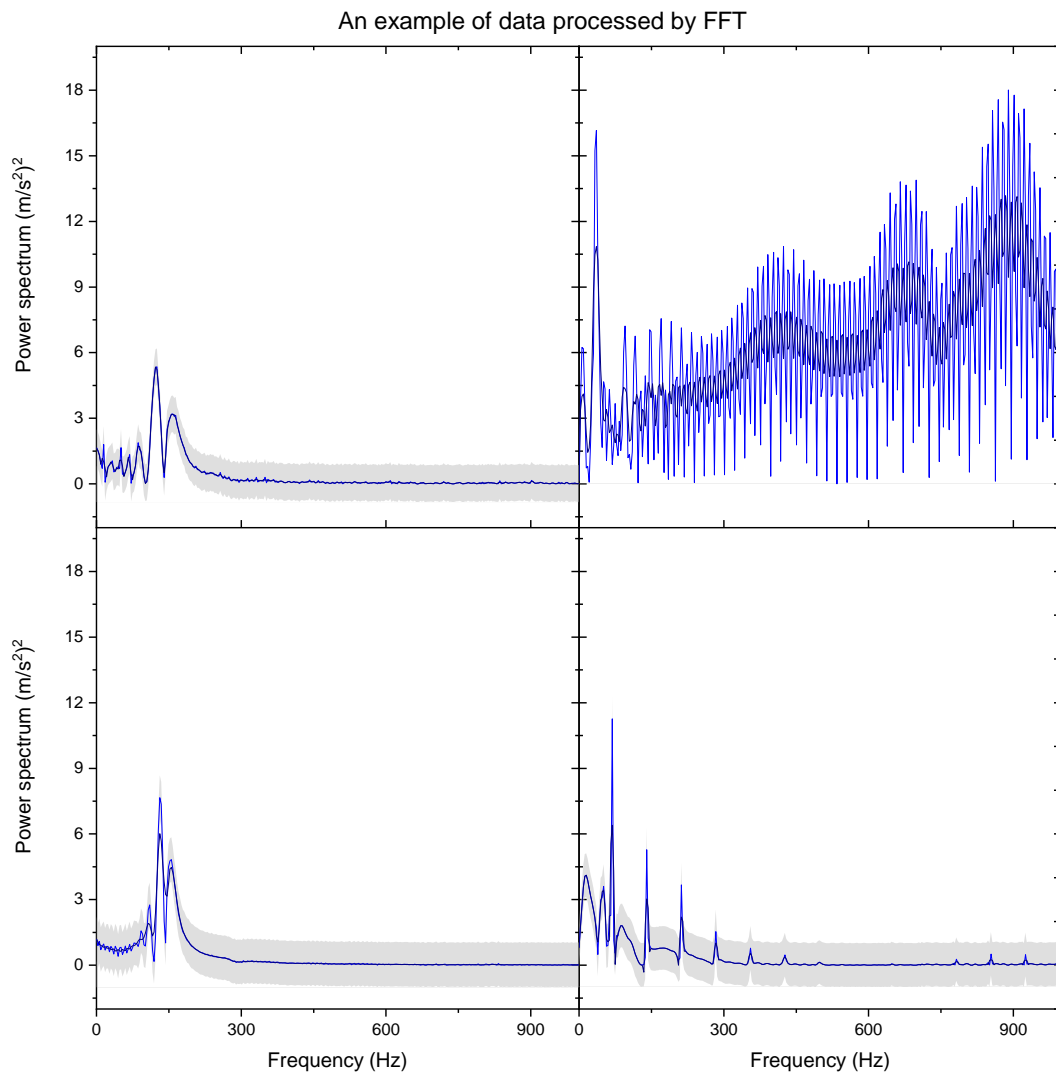 An example of data processed by FFT
Power spectrum (m/s²)²
18
15
12
9
6
3
0
Power spectrum (m/s²)²
18
15
12
9
6
3
0
0 300 600 900 0 300 600 900
Frequency (Hz) Frequency (Hz)